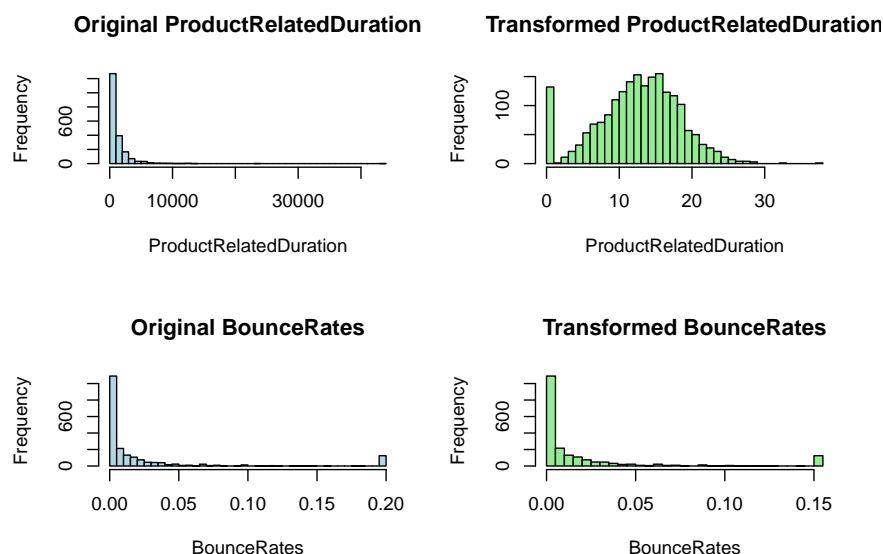 Original ProductRelatedDuration
Frequency
0 600
0 10000 30000
ProductRelatedDuration
Transformed ProductRelatedDuration
Frequency
0 100
0 10 20 30
ProductRelatedDuration
Original BounceRates
Frequency
0 600
0.00 0.05 0.10 0.15 0.20
BounceRates
Transformed BounceRates
Frequency
0 600
0.00 0.05 0.10 0.15
BounceRates